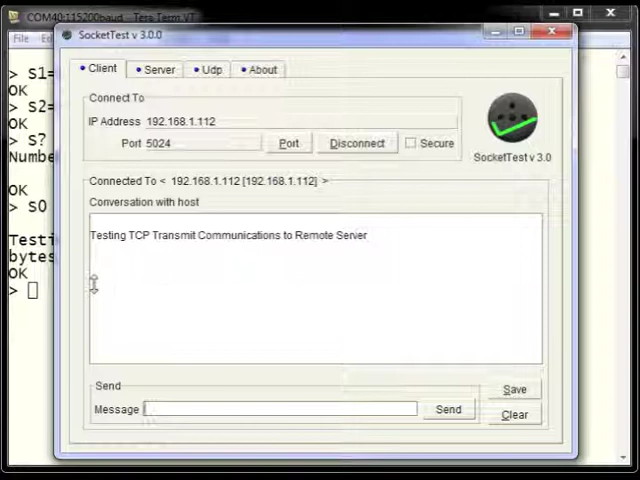 COM40:115200baud - Tera Term VT
SocketTest v 3.0.0
File
Client
Server
Udp
About
Connect To
IP Address 192.168.1.112
Port 5024
Port
Disconnect
Secure
SocketTest v 3.0
Connected To < 192.168.1.112 [192.168.1.112] >
Conversation with host
Testing TCP Transmit Communications to Remote Server
Send
Message
Send
Save
Clear
> S1=
OK
> S2=
OK
> S?
Numbe
OK
> S0
Testi
bytes
OK
>